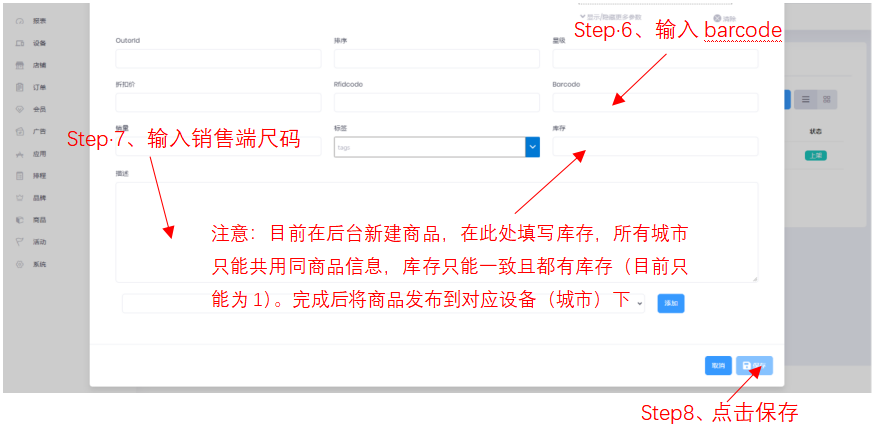 显示/隐藏更多参数
清除
Step·6、输入 barcode
报表
设备
店铺
订单
会员
广告
应用
排程
品牌
商品
活动
系统
OuterId
排序
折扣价
Rfidcode
Barcode
销量
标签
库存
tags
Step·7、输入销售端尺码
描述
注意：目前在后台新建商品，在此处填写库存，所有城市
只能共用同商品信息，库存只能一致且都有库存（目前只
能为 1）。完成后将商品发布到对应设备（城市）下
添加
状态
上架
取消
Step8、点击保存